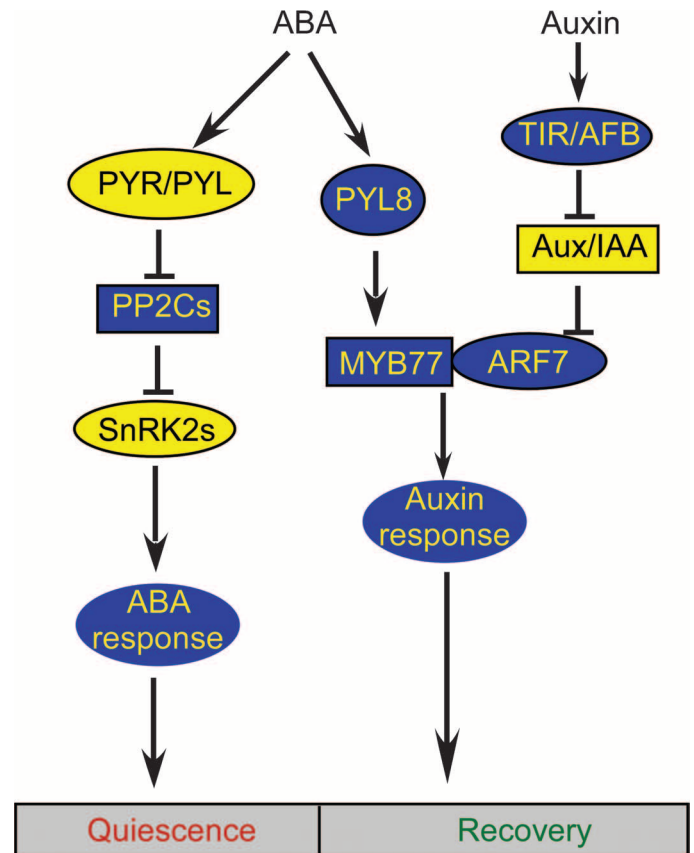 ABA
Auxin
TIR/AFB
PYR/PYL
PYL8
Aux/IAA
PP2Cs
MYB77
ARF7
SnRK2s
Auxin
response
ABA
response
Quiescence
Recovery